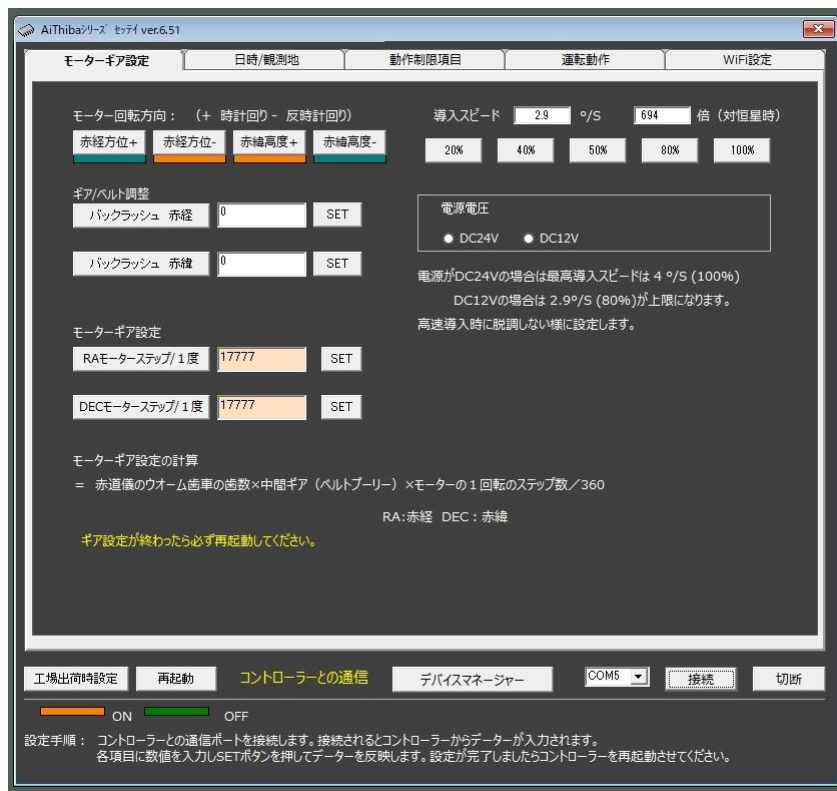 AiThibaｼﾘｰｽﾞ ｾｯﾃｲ ver.6.51
モーターギア設定 日時/観測地 動作制限項目 運転動作 WiFi設定
モーター回転方向： （+ 時計回り - 反時計回り）
赤経方位+ 赤経方位- 赤緯高度+ 赤緯高度-
導入スピード 2.9 º/S 694 倍（対恒星時）
20% 40% 50% 80% 100%
ギア/ベルト調整
バックラッシュ 赤経 0 SET
バックラッシュ 赤緯 0 SET
電源電圧
DC24V DC12V
電源がDC24Vの場合は最高導入スピードは 4 º/S (100%)
DC12Vの場合は 2.9º/S (80%)が上限になります。
高速導入時に脱調しない様に設定します。
モーターギア設定
RAモーターステップ/１度 17777 SET
DECモーターステップ/１度 17777 SET
モーターギア設定の計算
＝ 赤道儀のウオーム歯車の歯数×中間ギア（ベルトプーリー）×モーターの１回転のステップ数／360
RA:赤経 DEC：赤緯
ギア設定が終わったら必ず再起動してください。
工場出荷時設定 再起動 コントローラーとの通信 デバイスマネージャー COM5 接続 切断
ON OFF
設定手順： コントローラーとの通信ポートを接続します。接続されるとコントローラーからデーターが入力されます。
各項目に数値を入力しSETボタンを押してデーターを反映します。設定が完了しましたらコントローラーを再起動させてください。